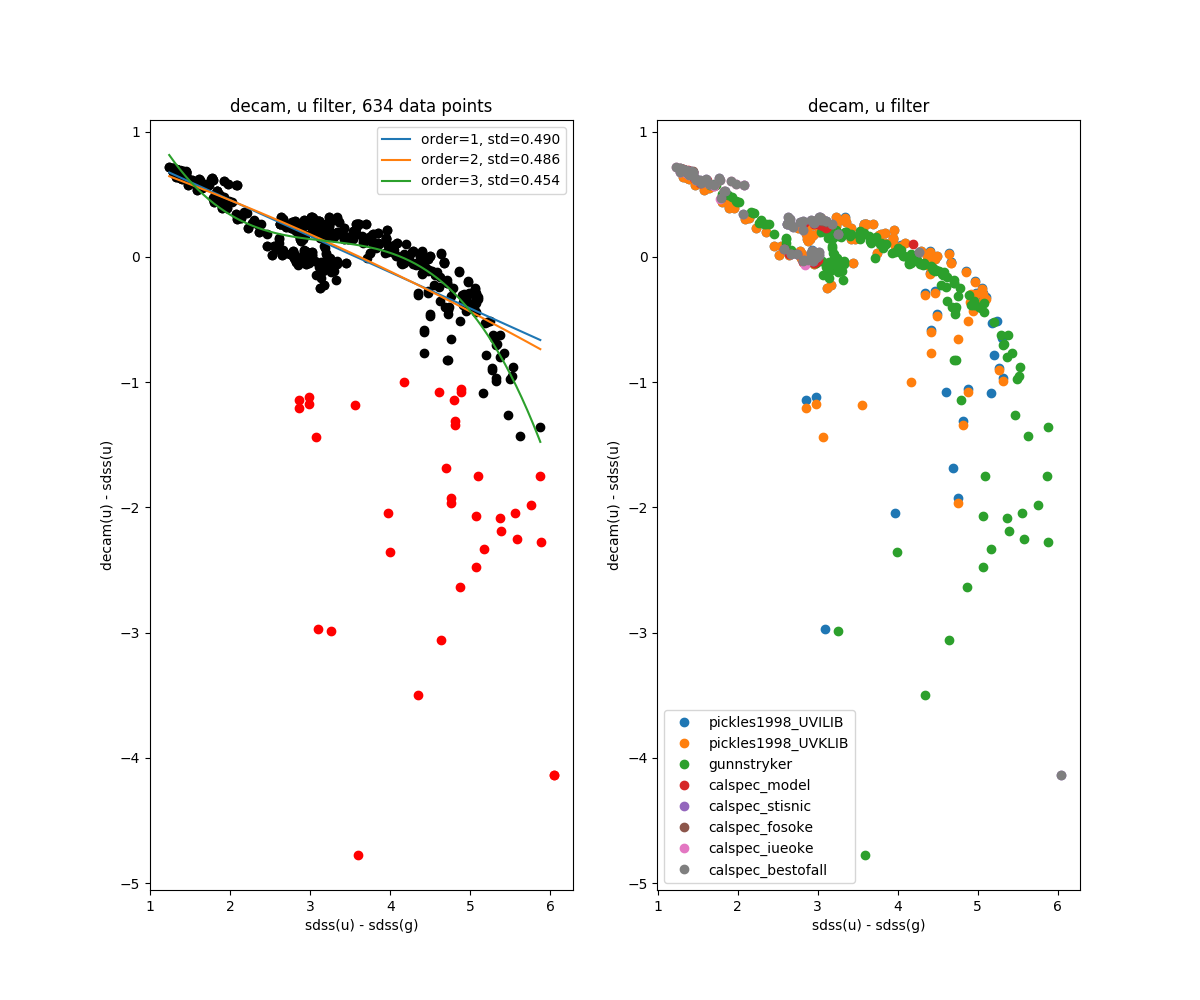 decam, u filter, 634 data points
order=1, std=0.490
order=2, std=0.486
order=3, std=0.454
1
0
−1
−2
−3
−4
−5
decam(u) - sdss(u)
1 2 3 4 5 6
sdss(u) - sdss(g)
decam, u filter
1
0
−1
−2
−3
−4
−5
decam(u) - sdss(u)
pickles1998_UVILIB
pickles1998_UVKLIB
gunnstryker
calspec_model
calspec_stisnic
calspec_fosoke
calspec_iueoke
calspec_bestofall
1 2 3 4 5 6
sdss(u) - sdss(g)